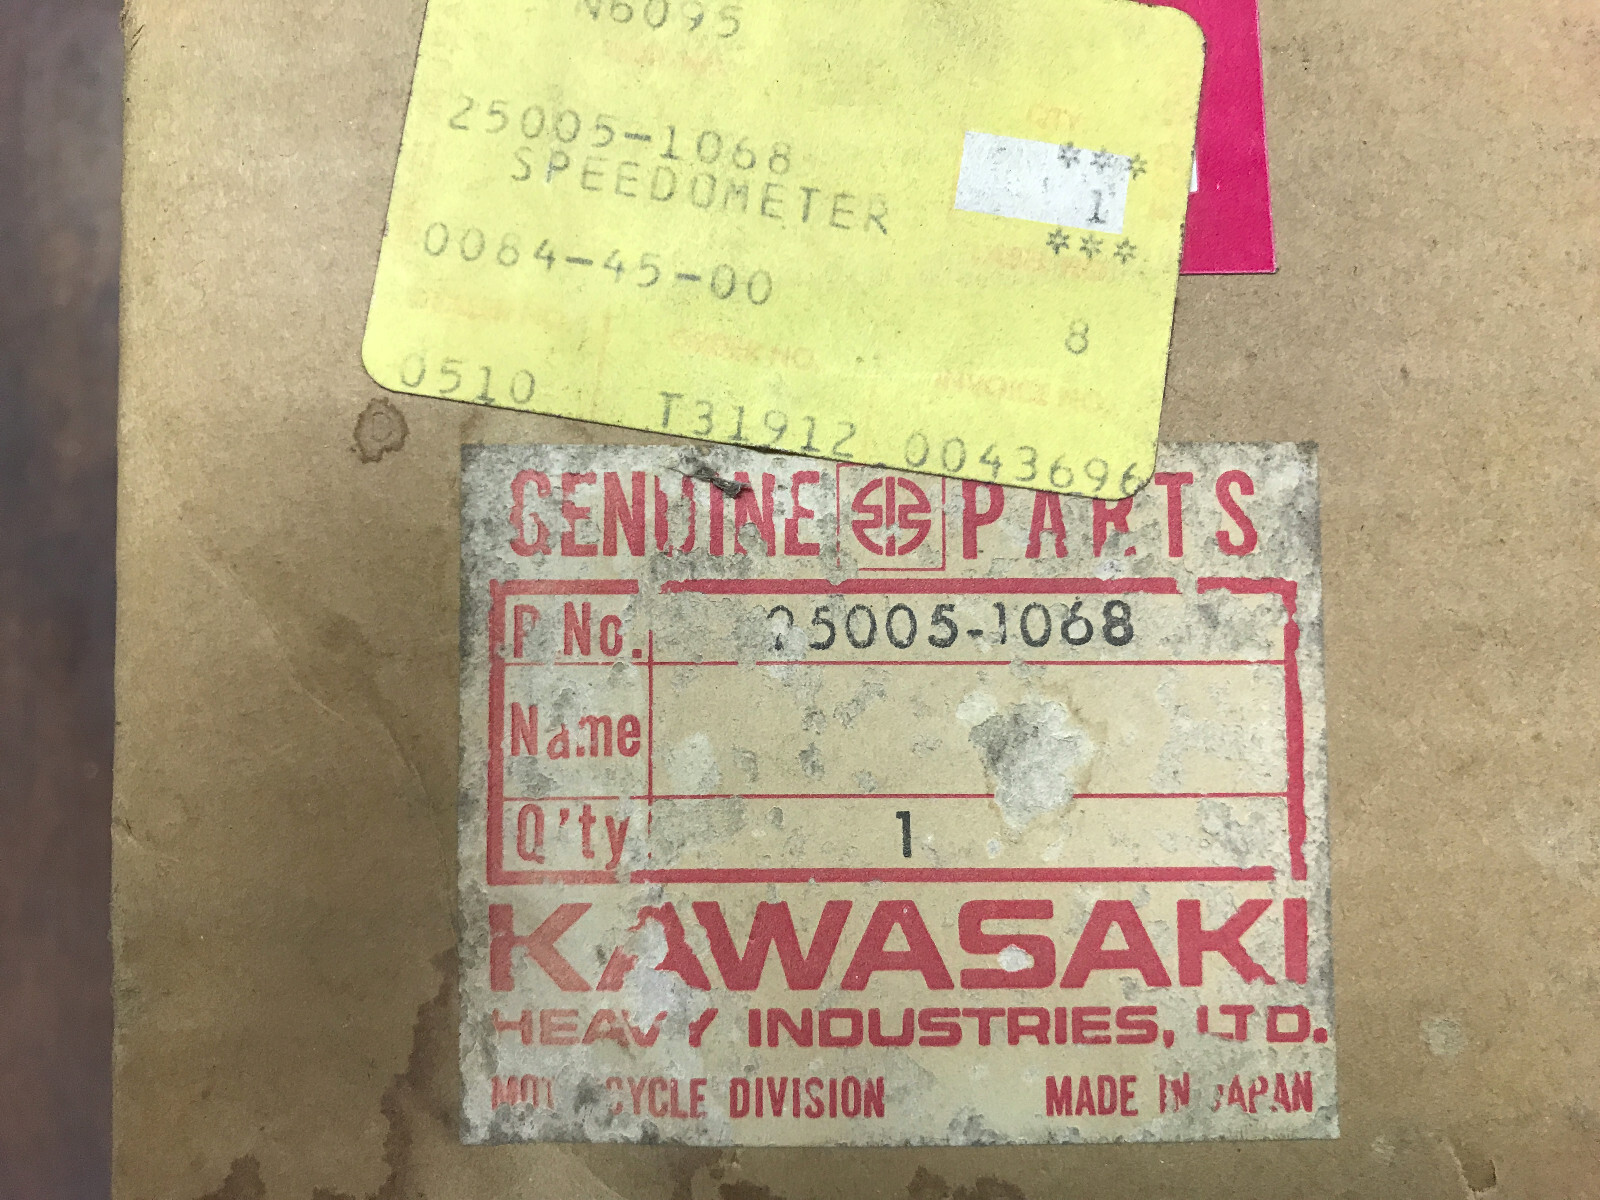 N6095
25005-1068
SPEEDOMETER
***
1
***
0084-45-00
8
0510 T31912 0043696
GENUINE PARTS
P No. 25005-1068
Name
Q'ty 1
KAWASAKI
HEAVY INDUSTRIES, LTD.
MOTORCYCLE DIVISION MADE IN JAPAN